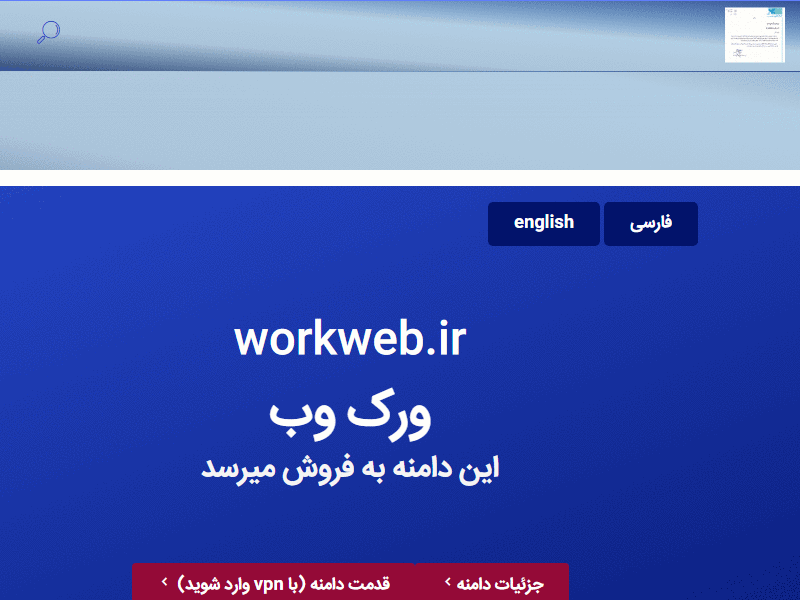 فارسی
english
workweb.ir
ورک وب
این دامنه به فروش میرسد
جزئیات دامنه
قدمت دامنه (با vpn وارد شوید)